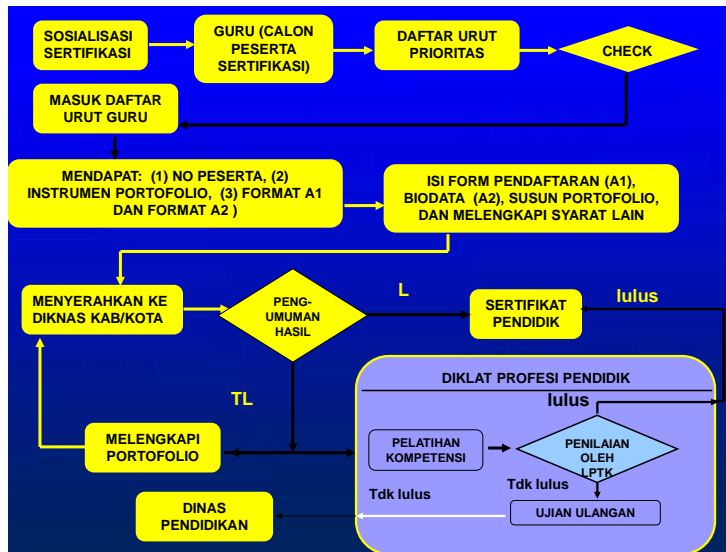 SOSIALISASI
SERTIFIKASI
GURU (CALON
PESERTA
SERTIFIKASI)
DAFTAR URUT
PRIORITAS
CHECK
MASUK DAFTAR
URUT GURU
MENDAPAT: (1) NO PESERTA, (2)
INSTRUMEN PORTOFOLIO, (3) FORMAT A1
DAN FORMAT A2 )
ISI FORM PENDAFTARAN (A1),
BIODATA (A2), SUSUN PORTOFOLIO,
DAN MELENGKAPI SYARAT LAIN
MENYERAHKAN KE
DIKNAS KAB/KOTA
PENG-
UMUMAN
HASIL
L
SERTIFIKAT
PENDIDIK
lulus
TL
DIKLAT PROFESI PENDIDIK
lulus
MELENGKAPI
PORTOFOLIO
PELATIHAN
KOMPETENSI
PENILAIAN
OLEH
LPTK
Tdk lulus
Tdk lulus
DINAS
PENDIDIKAN
UJIAN ULANGAN